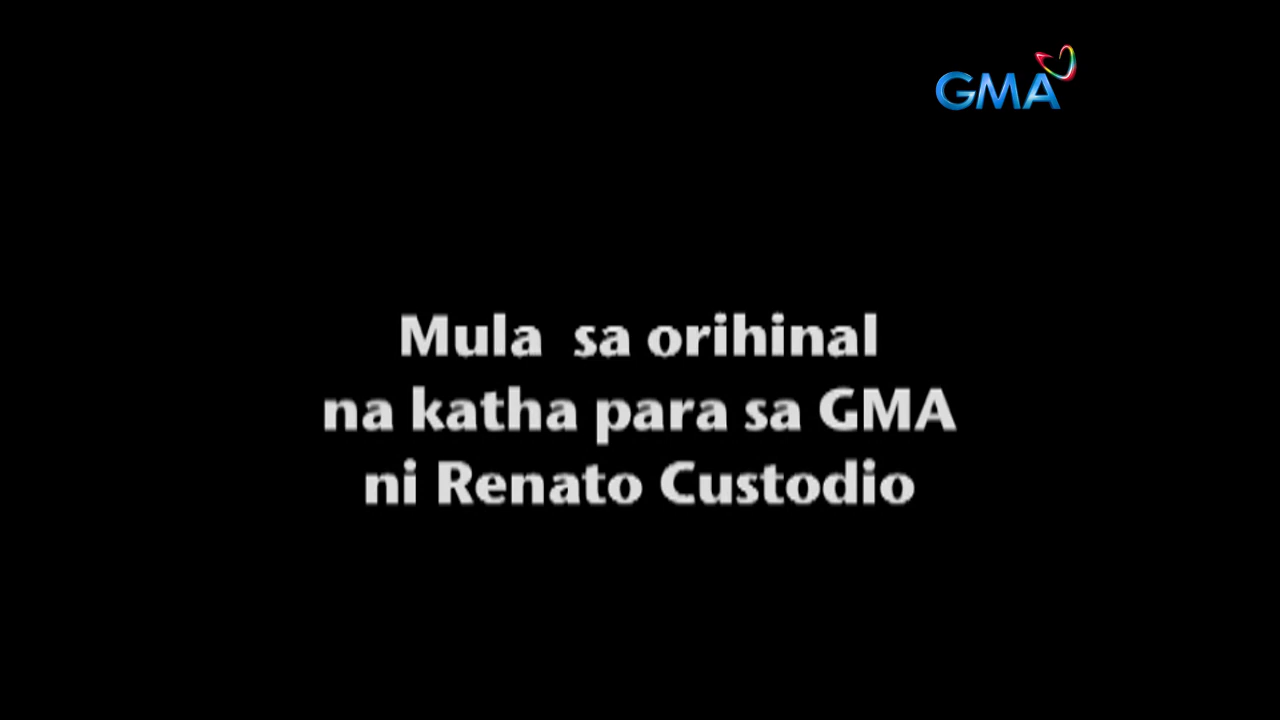 GMA
Mula  sa orihinal
na katha para sa GMA
ni Renato Custodio